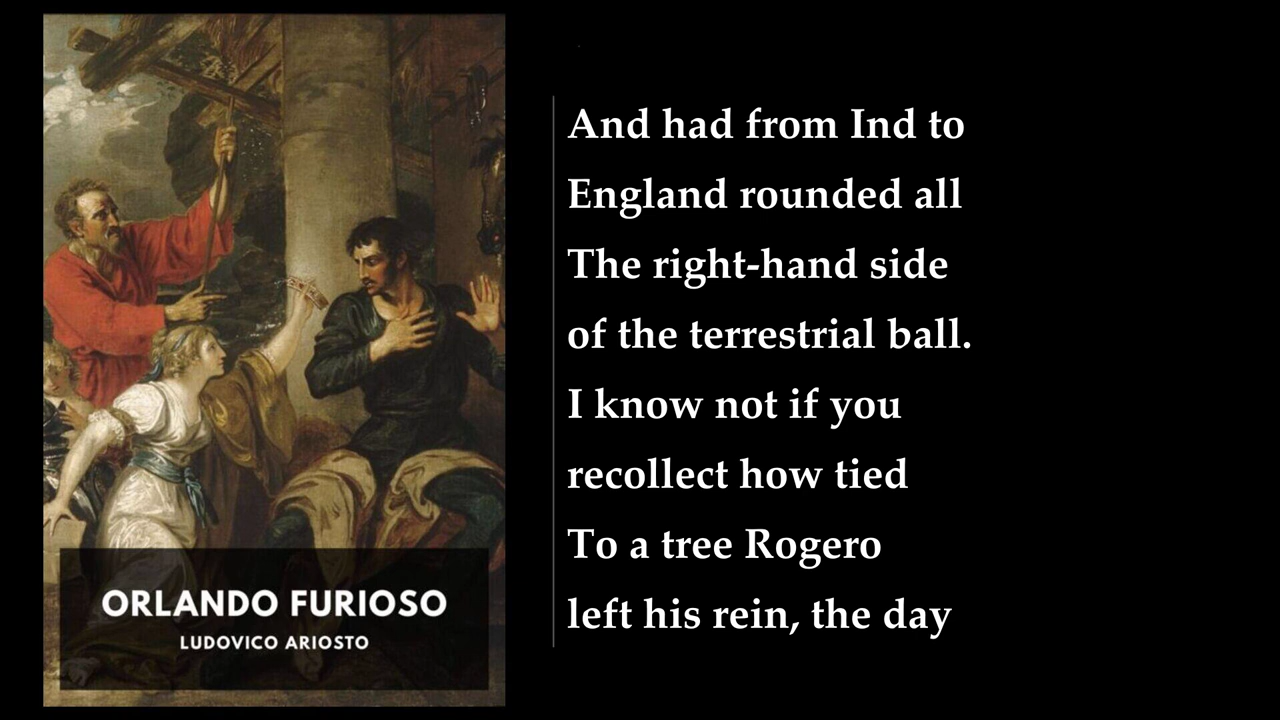 ORLANDO FURIOSO
LUDOVICO ARIOSTO
And had from Ind to
England rounded all
The right-hand side
of the terrestrial ball.
I know not if you
recollect how tied
To a tree Rogero
left his rein, the day